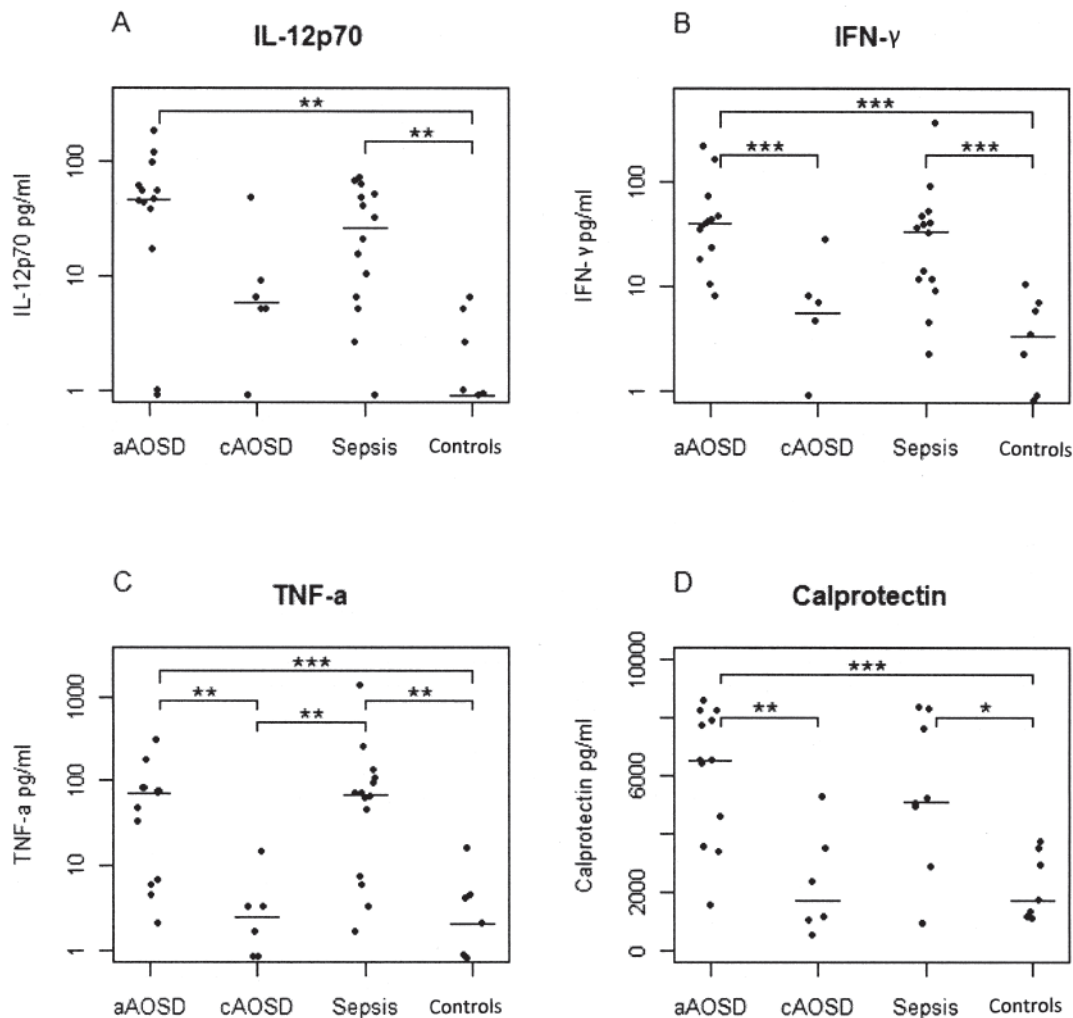 A
IL-12p70
**
**
IL-12p70 pg/ml
100
10
1
aAOSD cAOSD Sepsis Controls
B
IFN-γ
***
*** ***
IFN-γ pg/ml
100
10
1
aAOSD cAOSD Sepsis Controls
C
TNF-a
***
** **
**
TNF-a pg/ml
1000
100
10
1
aAOSD cAOSD Sepsis Controls
D
Calprotectin
***
** *
Calprotectin pg/ml
10000
6000
2000
0
aAOSD cAOSD Sepsis Controls